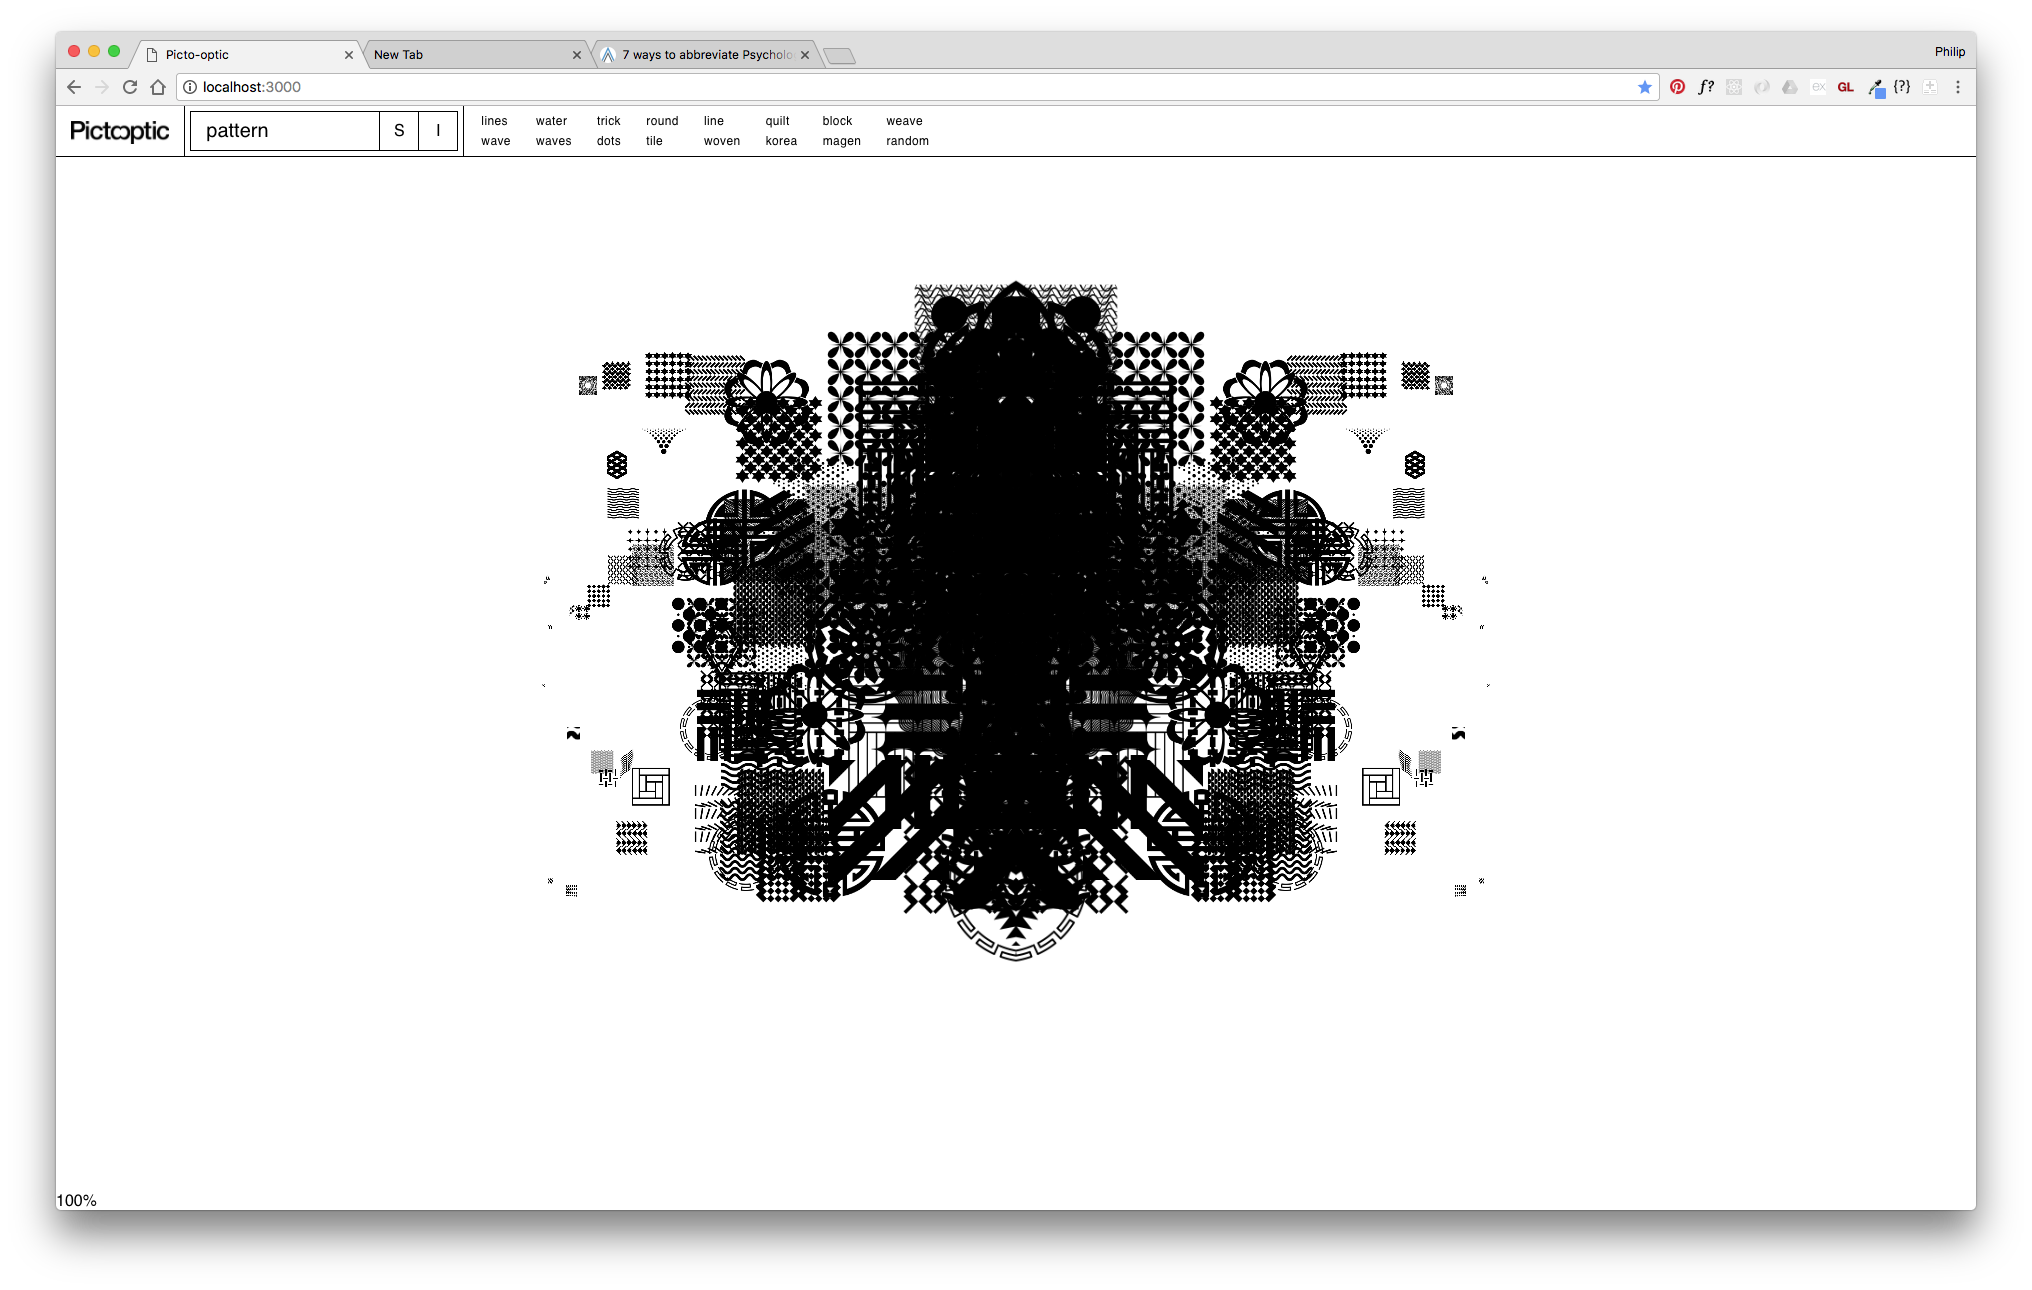 Picto-optic
New Tab
7 ways to abbreviate Psycholo
Philip
localhost:3000
f?
ex
GL
{?}
Pictooptic
pattern
S
I
lines water trick round line quilt block weave
wave waves dots tile woven korea magen random
100%